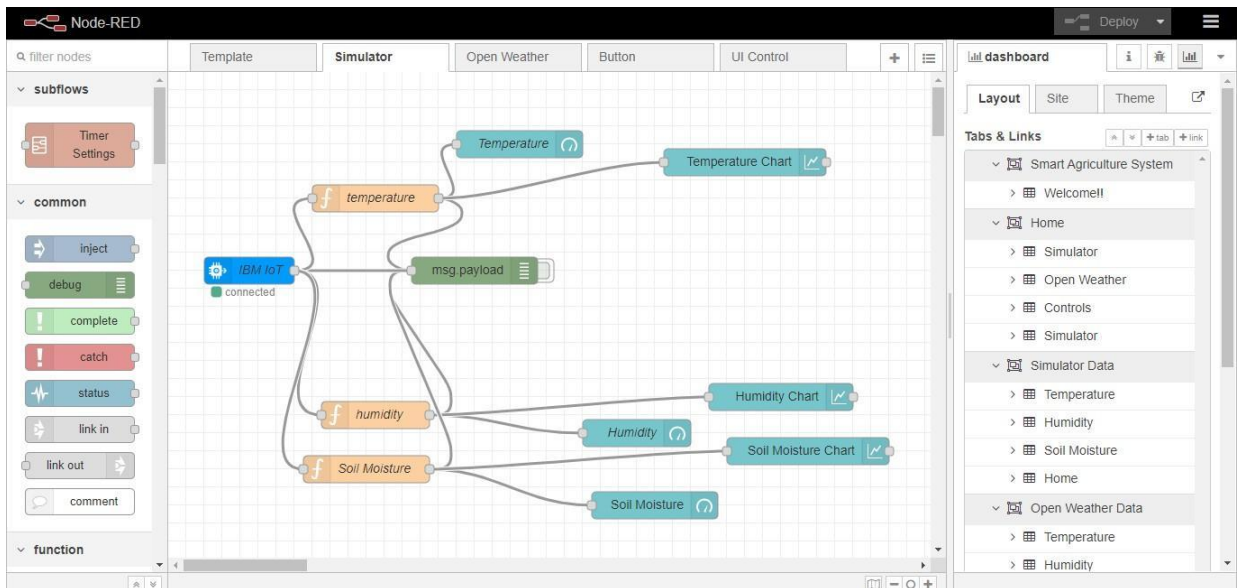 Node-RED
Deploy
filter nodes
Template
Simulator
Open Weather
Button
UI Control
dashboard
i
subflows
Timer
Settings
common
inject
debug
complete
catch
status
link in
link out
comment
function
Temperature
Temperature Chart
temperature
IBM IoT
connected
msg.payload
Humidity Chart
humidity
Humidity
Soil Moisture Chart
Soil Moisture
Soil Moisture
Layout
Site
Theme
Tabs & Links
+ tab
+ link
Smart Agriculture System
Welcome!!
Home
Simulator
Open Weather
Controls
Simulator
Simulator Data
Temperature
Humidity
Soil Moisture
Home
Open Weather Data
Temperature
Humidity